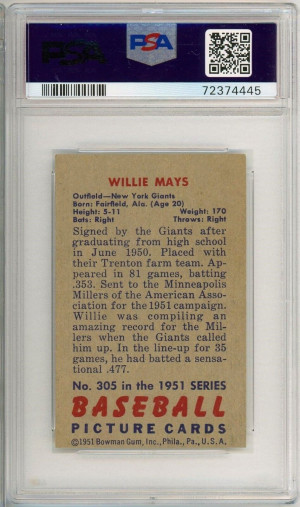 PSA
PSA
72374445
WILLIE MAYS
Outfield—New York Giants
Born: Fairfield, Ala. (Age 20)
Height: 5-11 Weight: 170
Bats: Right Throws: Right
Signed by the Giants after
graduating from high school
in June 1950. Placed with
their Trenton farm team. Ap-
peared in 81 games, batting
.353. Sent to the Minneapolis
Millers of the American Asso-
ciation for the 1951 campaign.
Willie was compiling an
amazing record for the Mil-
lers when the Giants called
him up. In the line-up for 35
games, he had batted a sensa-
tional .477.
No. 305 in the 1951 SERIES
BASEBALL
PICTURE CARDS
©1951 Bowman Gum, Inc., Phila., Pa., U.S.A.